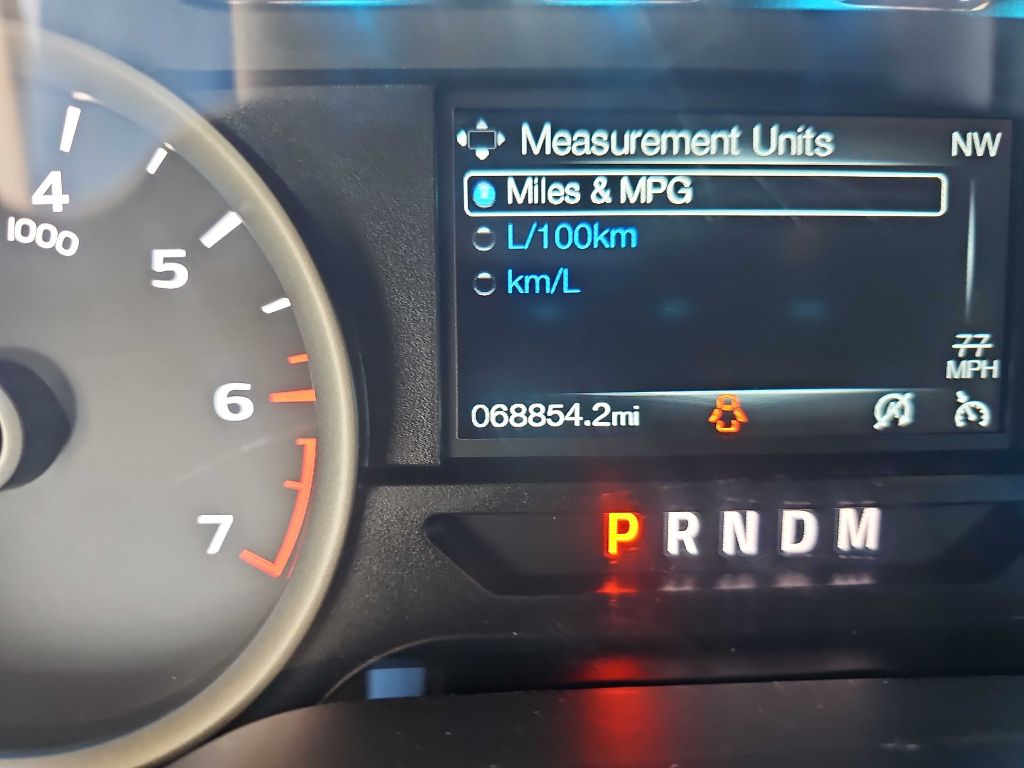 4
1000
5
6
7
Measurement Units NW
Miles & MPG
L/100km
km/L
77
MPH
068854.2mi
P R N D M